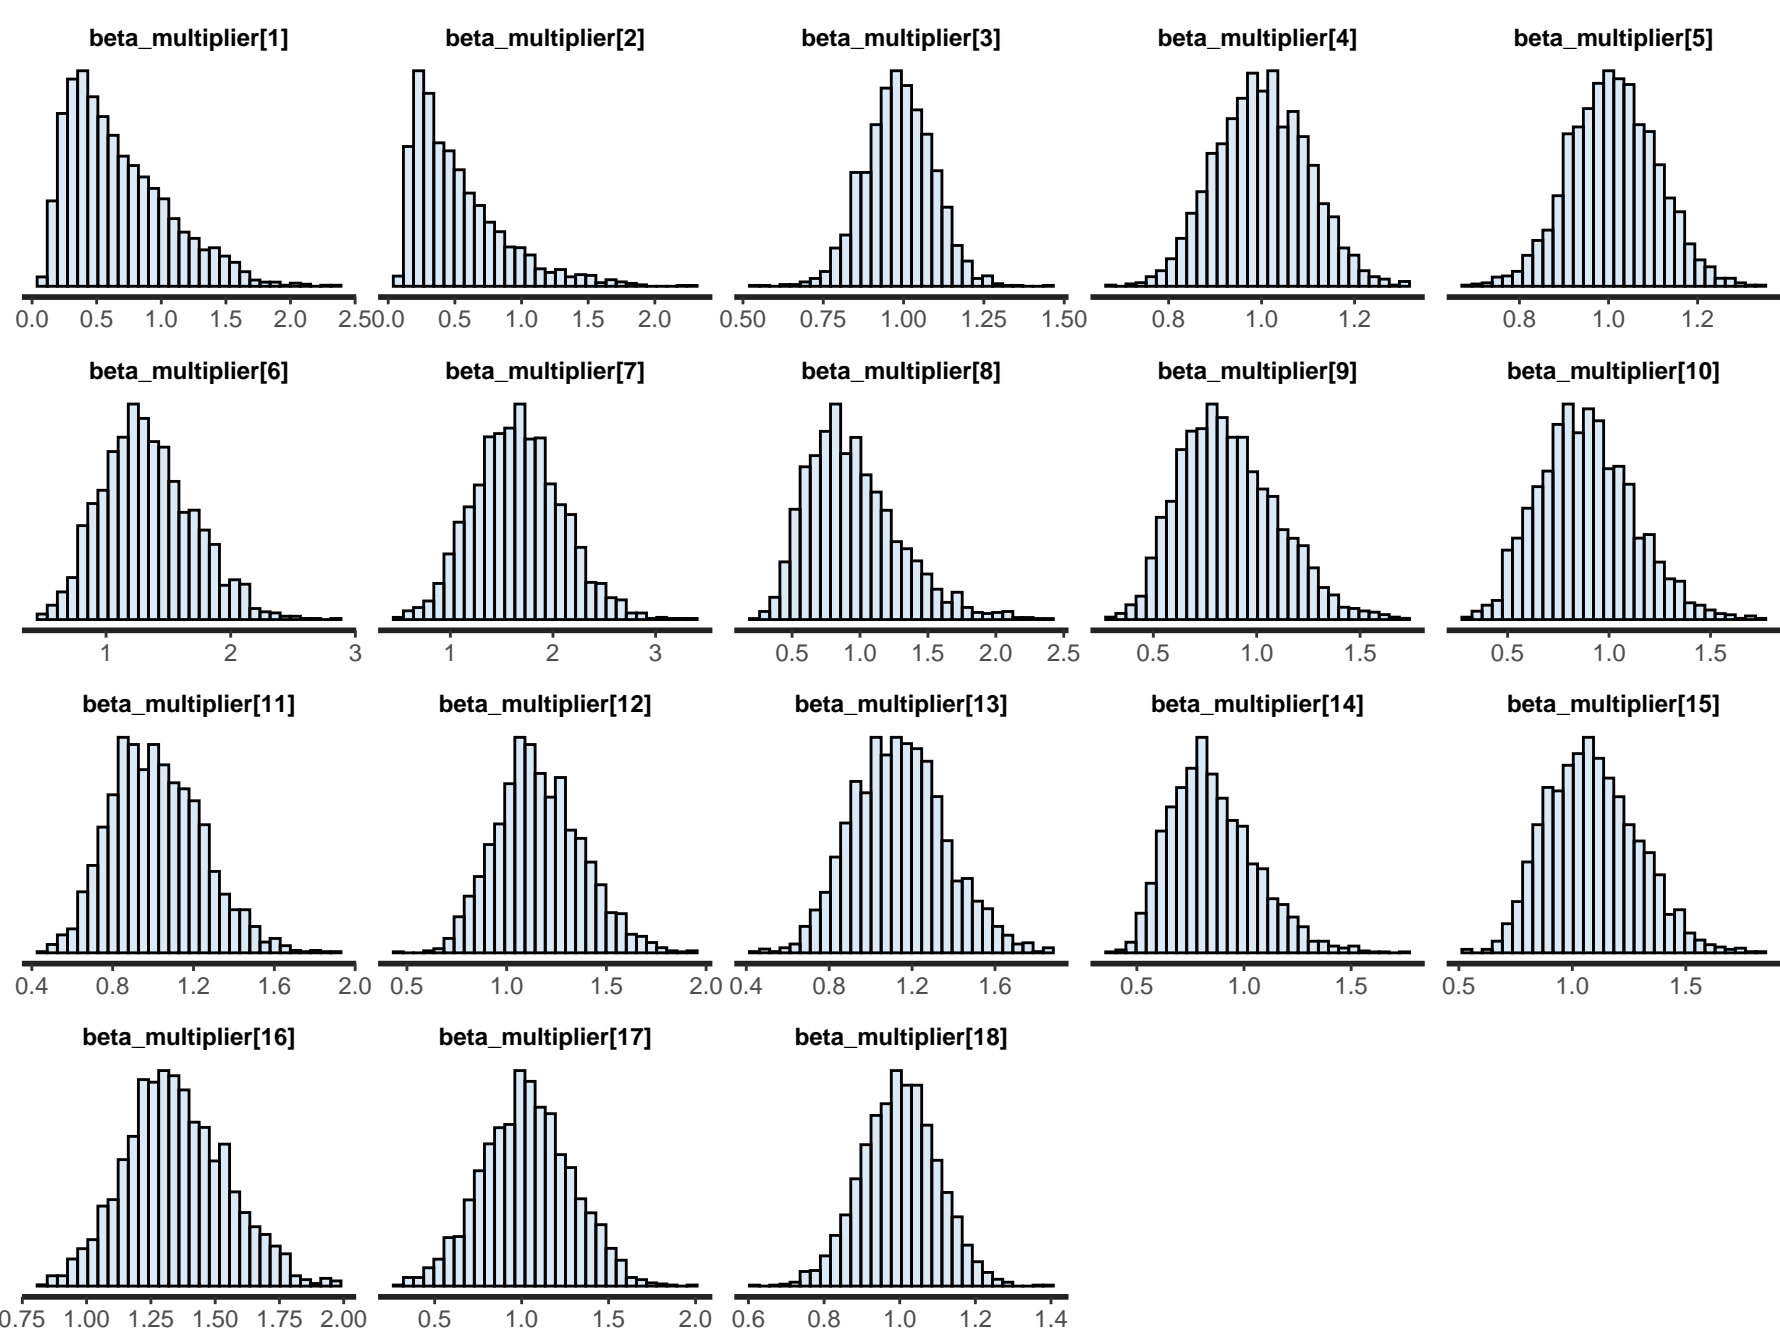 beta_multiplier[1] beta_multiplier[2] beta_multiplier[3] beta_multiplier[4] beta_multiplier[5]
0.0 0.5 1.0 1.5 2.0 2.5 0.0 0.5 1.0 1.5 2.0 0.50 0.75 1.00 1.25 1.50 0.8 1.0 1.2 0.8 1.0 1.2
beta_multiplier[6] beta_multiplier[7] beta_multiplier[8] beta_multiplier[9] beta_multiplier[10]
1 2 3 1 2 3 0.5 1.0 1.5 2.0 2.5 0.5 1.0 1.5 0.5 1.0 1.5
beta_multiplier[11] beta_multiplier[12] beta_multiplier[13] beta_multiplier[14] beta_multiplier[15]
0.4 0.8 1.2 1.6 2.0 0.5 1.0 1.5 2.0 0.4 0.8 1.2 1.6 0.5 1.0 1.5 0.5 1.0 1.5
beta_multiplier[16] beta_multiplier[17] beta_multiplier[18]
0.75 1.00 1.25 1.50 1.75 2.00 0.5 1.0 1.5 2.0 0.6 0.8 1.0 1.2 1.4